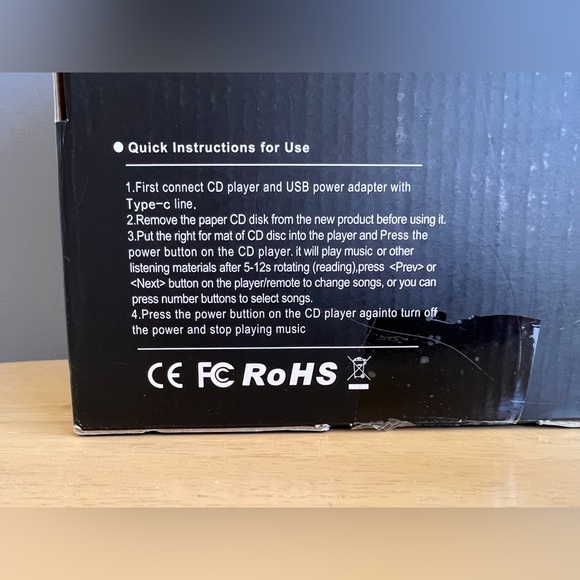 ● Quick Instructions for Use
1.First connect CD player and USB power adapter with
Type-c line.
2.Remove the paper CD disk from the new product before using it.
3.Put the right for mat of CD disc into the player and Press the
power button on the CD player. it will play music or other
listening materials after 5-12s rotating (reading),press <Prev> or
<Next> button on the player/remote to change songs, or you can
press number buttons to select songs.
4.Press the power buction on the CD player againto turn off
the power and stop playing music
CE FC RoHS